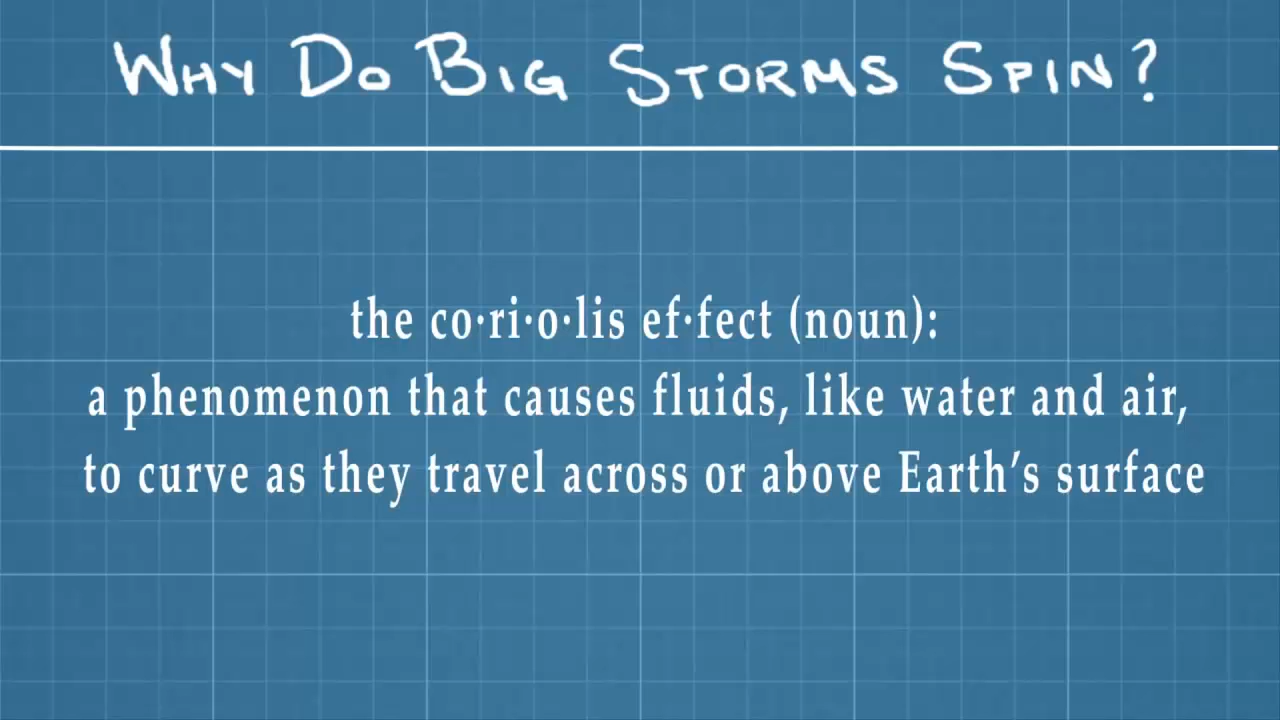 WHY DO BIG STORMS SPIN?
the co·ri·o·lis ef·fect (noun):
a phenomenon that causes fluids, like water and air,
to curve as they travel across or above Earth’s surface